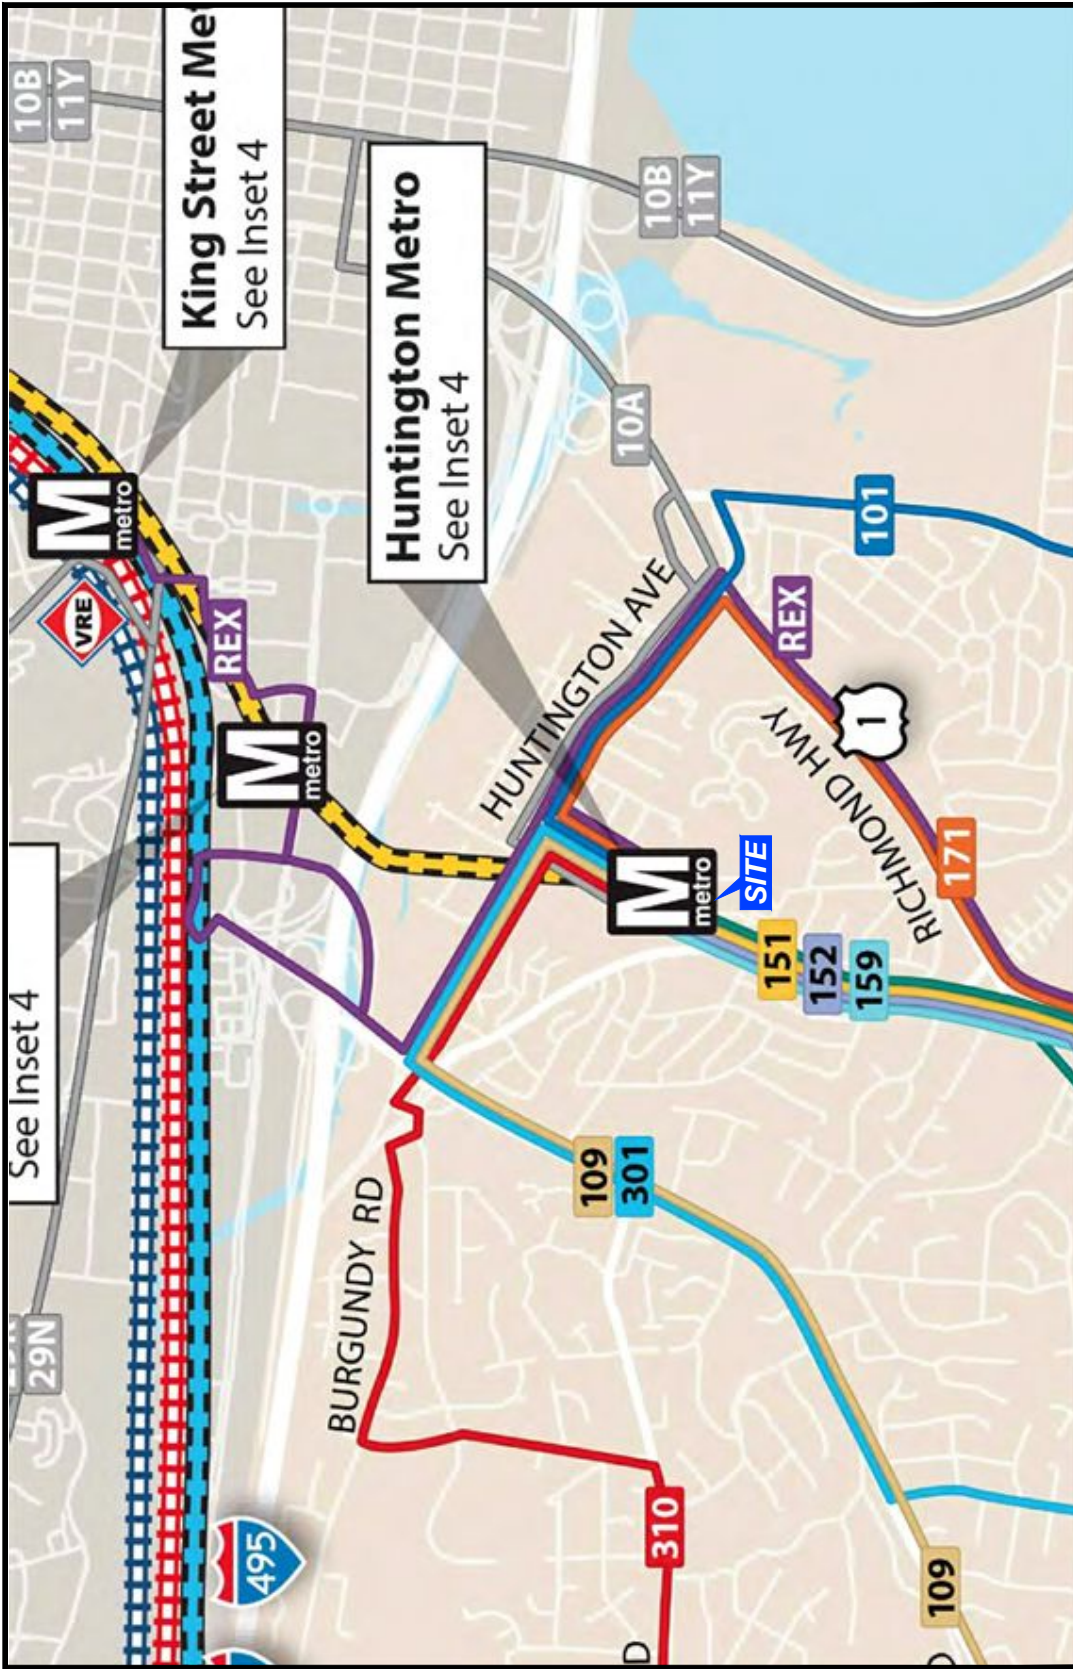 10B
11Y
King Street Met
See Inset 4
Huntington Metro
See Inset 4
10B
11Y
10A
M
metro
VRE
REX
M
metro
HUNTINGTON AVE
101
REX
1
RICHMOND HWY
171
M
metro
SITE
151
152
159
See Inset 4
109
301
BURGUNDY RD
29N
310
495
109
D